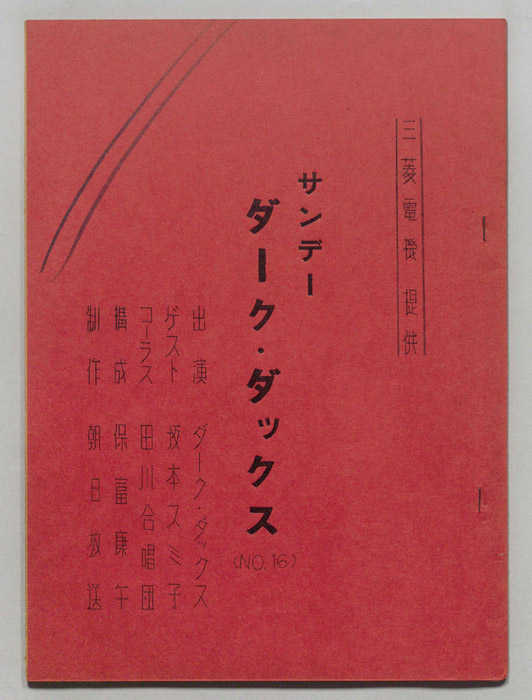 三菱電機提供
サンデー
ダーク・ダックス
(NO.16)
出演 ダーク・ダックス
ゲスト 坂本スミ子
コーラス 田川合唱団
構成 保富康午
制作 朝日放送